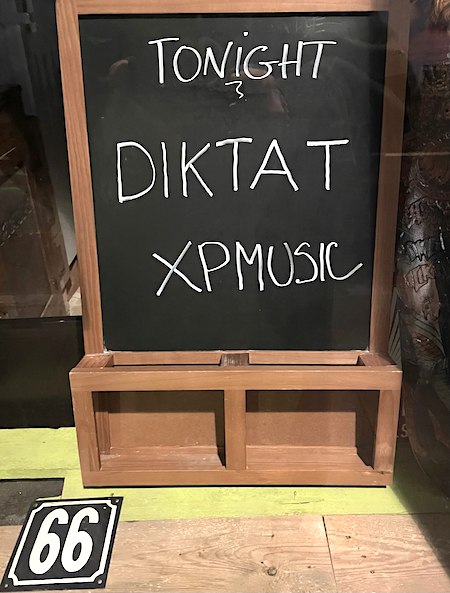 TONIGHT
DIKTAT
XPMUSIC
66